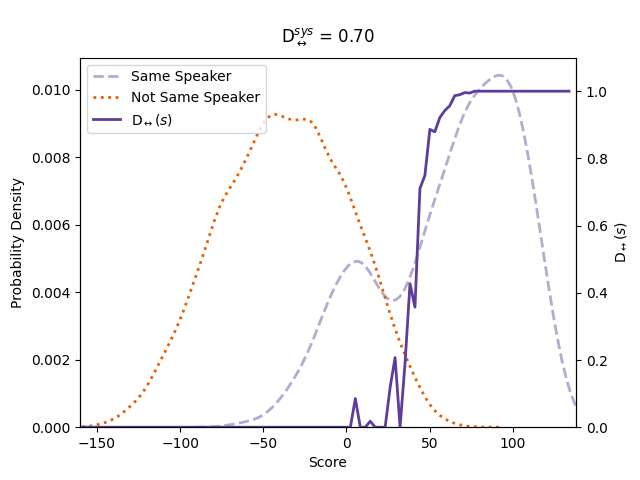 D↔^sys = 0.70
Same Speaker
Not Same Speaker
D↔(s)
0.010
0.008
0.006
0.004
0.002
0.000
Probability Density
1.0
0.8
0.6
0.4
0.2
0.0
D↔(s)
−150 −100 −50 0 50 100
Score